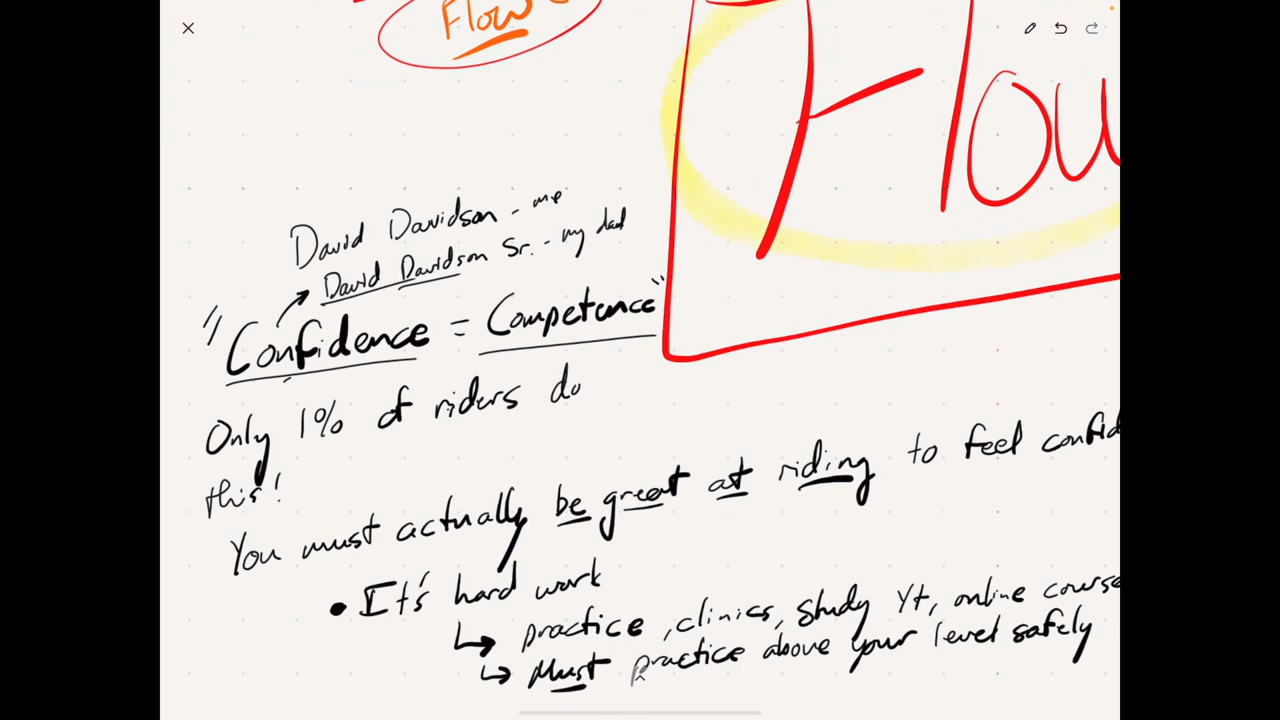 Flow
Flow
David Davidson - me
David Davidson Sr. - my dad
"Confidence = Competence"
Only 1% of riders do
this!
You must actually be great at riding to feel confid
• It's hard work
↳ practice, clinics, study Yt, online course
↳ Must practice above your level safely